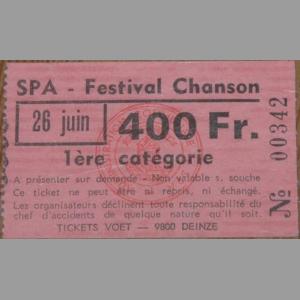 SPA - Festival Chanson
26 juin
400 Fr.
1ère catégorie
A présenter sur demande - Non valable s. souche
Ce ticket ne peut être ni repris, ni échangé.
Les organisateurs déclinent toute responsabilité du
chef d'accidents de quelque nature qu'il soit.
TICKETS VOET — 9800 DEINZE
No 00342